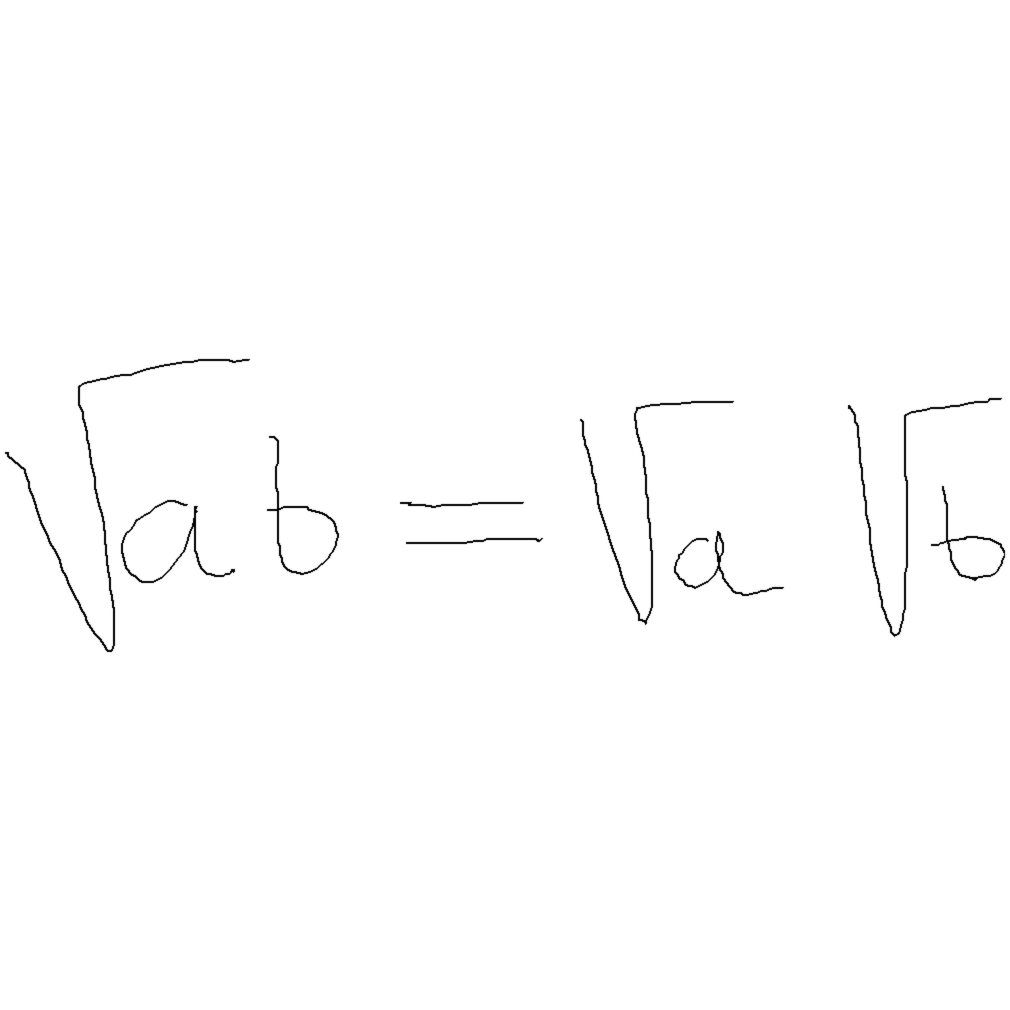 √ab = √a √b